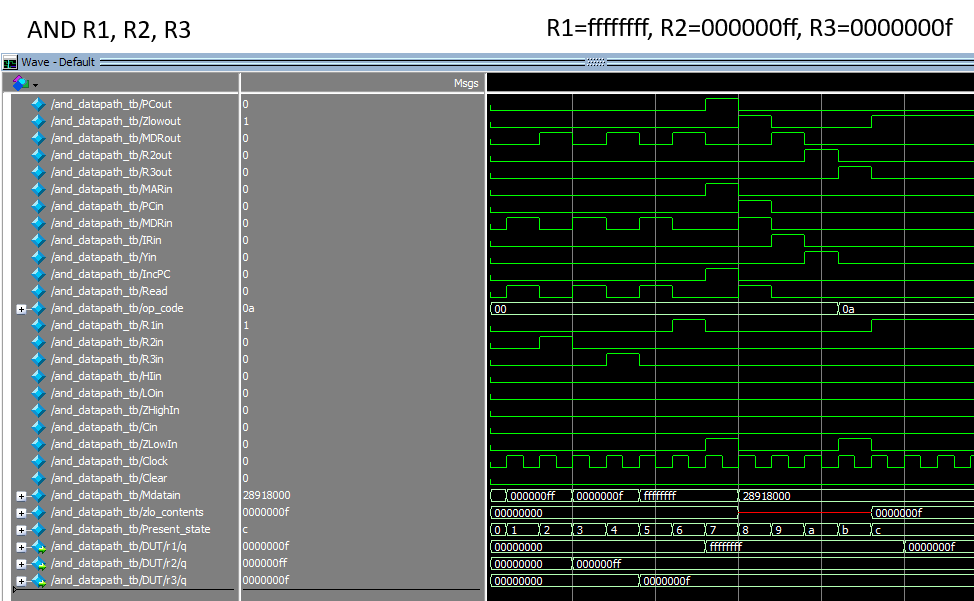 AND R1, R2, R3 R1=ffffffff, R2=000000ff, R3=0000000f
Wave - Default
Msgs
/and_datapath_tb/PCout 0
/and_datapath_tb/Zlowout 1
/and_datapath_tb/MDRout 0
/and_datapath_tb/R2out 0
/and_datapath_tb/R3out 0
/and_datapath_tb/MARin 0
/and_datapath_tb/PCin 0
/and_datapath_tb/MDRin 0
/and_datapath_tb/IRin 0
/and_datapath_tb/Yin 0
/and_datapath_tb/IncPC 0
/and_datapath_tb/Read 0
/and_datapath_tb/op_code 0a 00 0a
/and_datapath_tb/R1in 1
/and_datapath_tb/R2in 0
/and_datapath_tb/R3in 0
/and_datapath_tb/HIin 0
/and_datapath_tb/LOin 0
/and_datapath_tb/ZHighIn 0
/and_datapath_tb/Cin 0
/and_datapath_tb/ZLowIn 0
/and_datapath_tb/Clock 0
/and_datapath_tb/Clear 0
/and_datapath_tb/Mdatain 28918000 000000ff 0000000f ffffffff 28918000
/and_datapath_tb/zlo_contents 0000000f 00000000 0000000f
/and_datapath_tb/Present_state c 0 1 2 3 4 5 6 7 8 9 a b c
/and_datapath_tb/DUT/r1/q 0000000f 00000000 ffffffff 0000000f
/and_datapath_tb/DUT/r2/q 000000ff 00000000 000000ff
/and_datapath_tb/DUT/r3/q 0000000f 00000000 0000000f